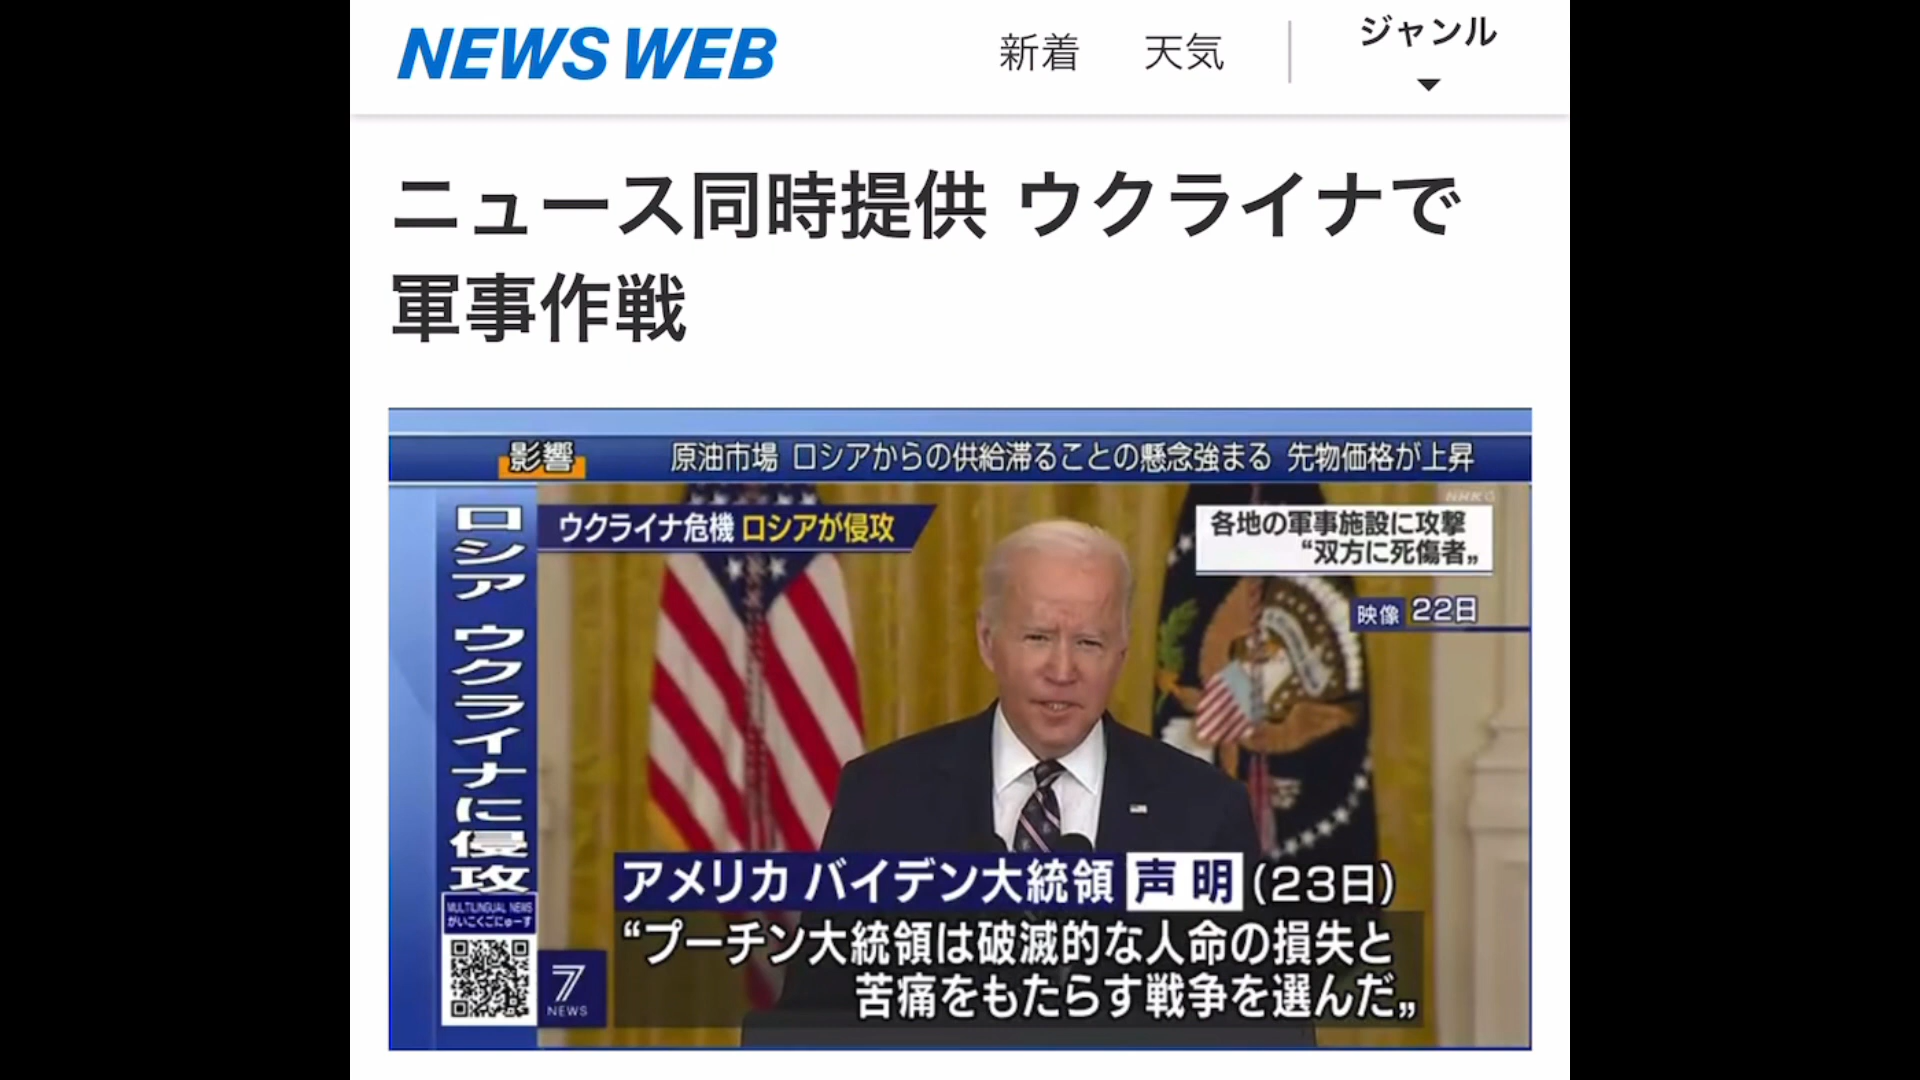 NEWS WEB
新着
天気
ジャンル
ニュース同時提供 ウクライナで
軍事作戦
影響
原油市場 ロシアからの供給滞ることの懸念強まる 先物価格が上昇
ロシア ウクライナに侵攻
ウクライナ危機 ロシアが侵攻
NHK G
各地の軍事施設に攻撃
“双方に死傷者„
映像 22日
アメリカ バイデン大統領 声明 (23日)
“プーチン大統領は破滅的な人命の損失と
苦痛をもたらす戦争を選んだ„
MULTILINGUAL NEWS
がいこくごにゅーす
7
NEWS